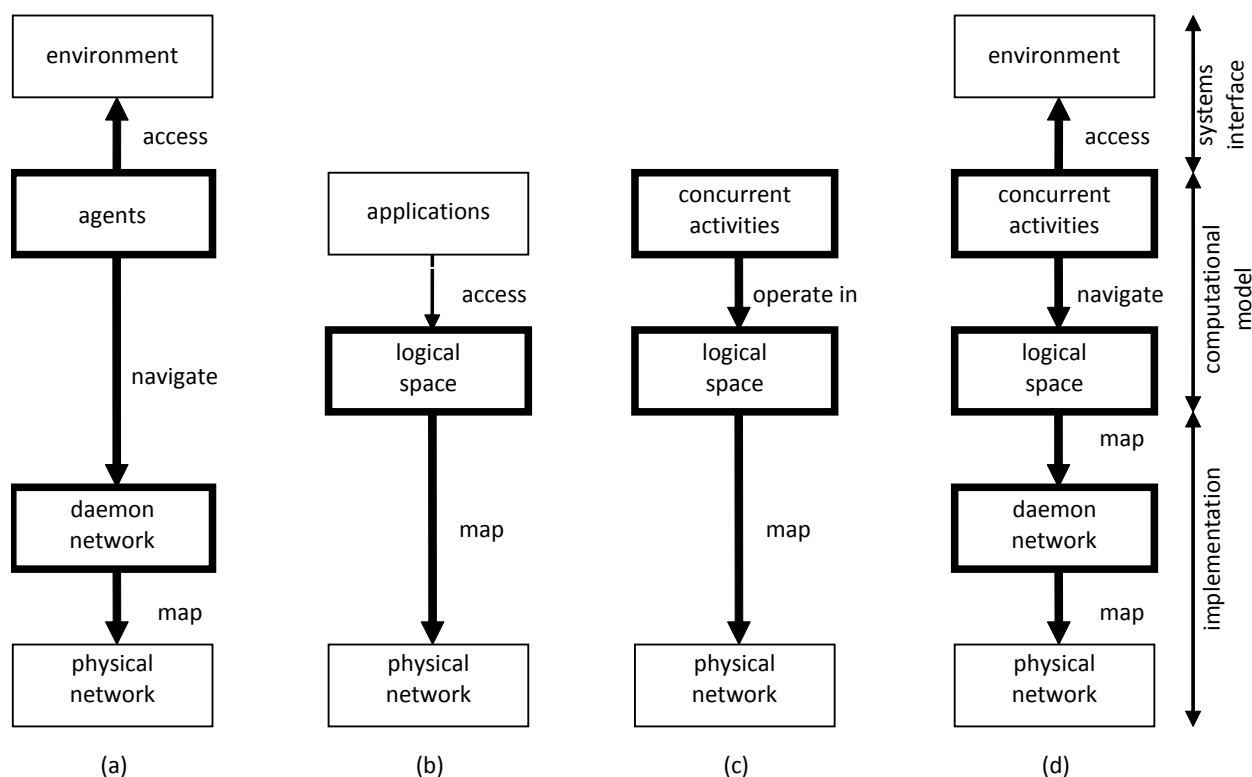 environment
access
agents
navigate
daemon
network
map
physical
network
(a)
applications
access
logical
space
map
physical
network
(b)
concurrent
activities
operate in
logical
space
map
physical
network
(c)
environment
access
concurrent
activities
navigate
logical
space
map
daemon
network
map
physical
network
(d)
systems
interface
computational
model
implementation